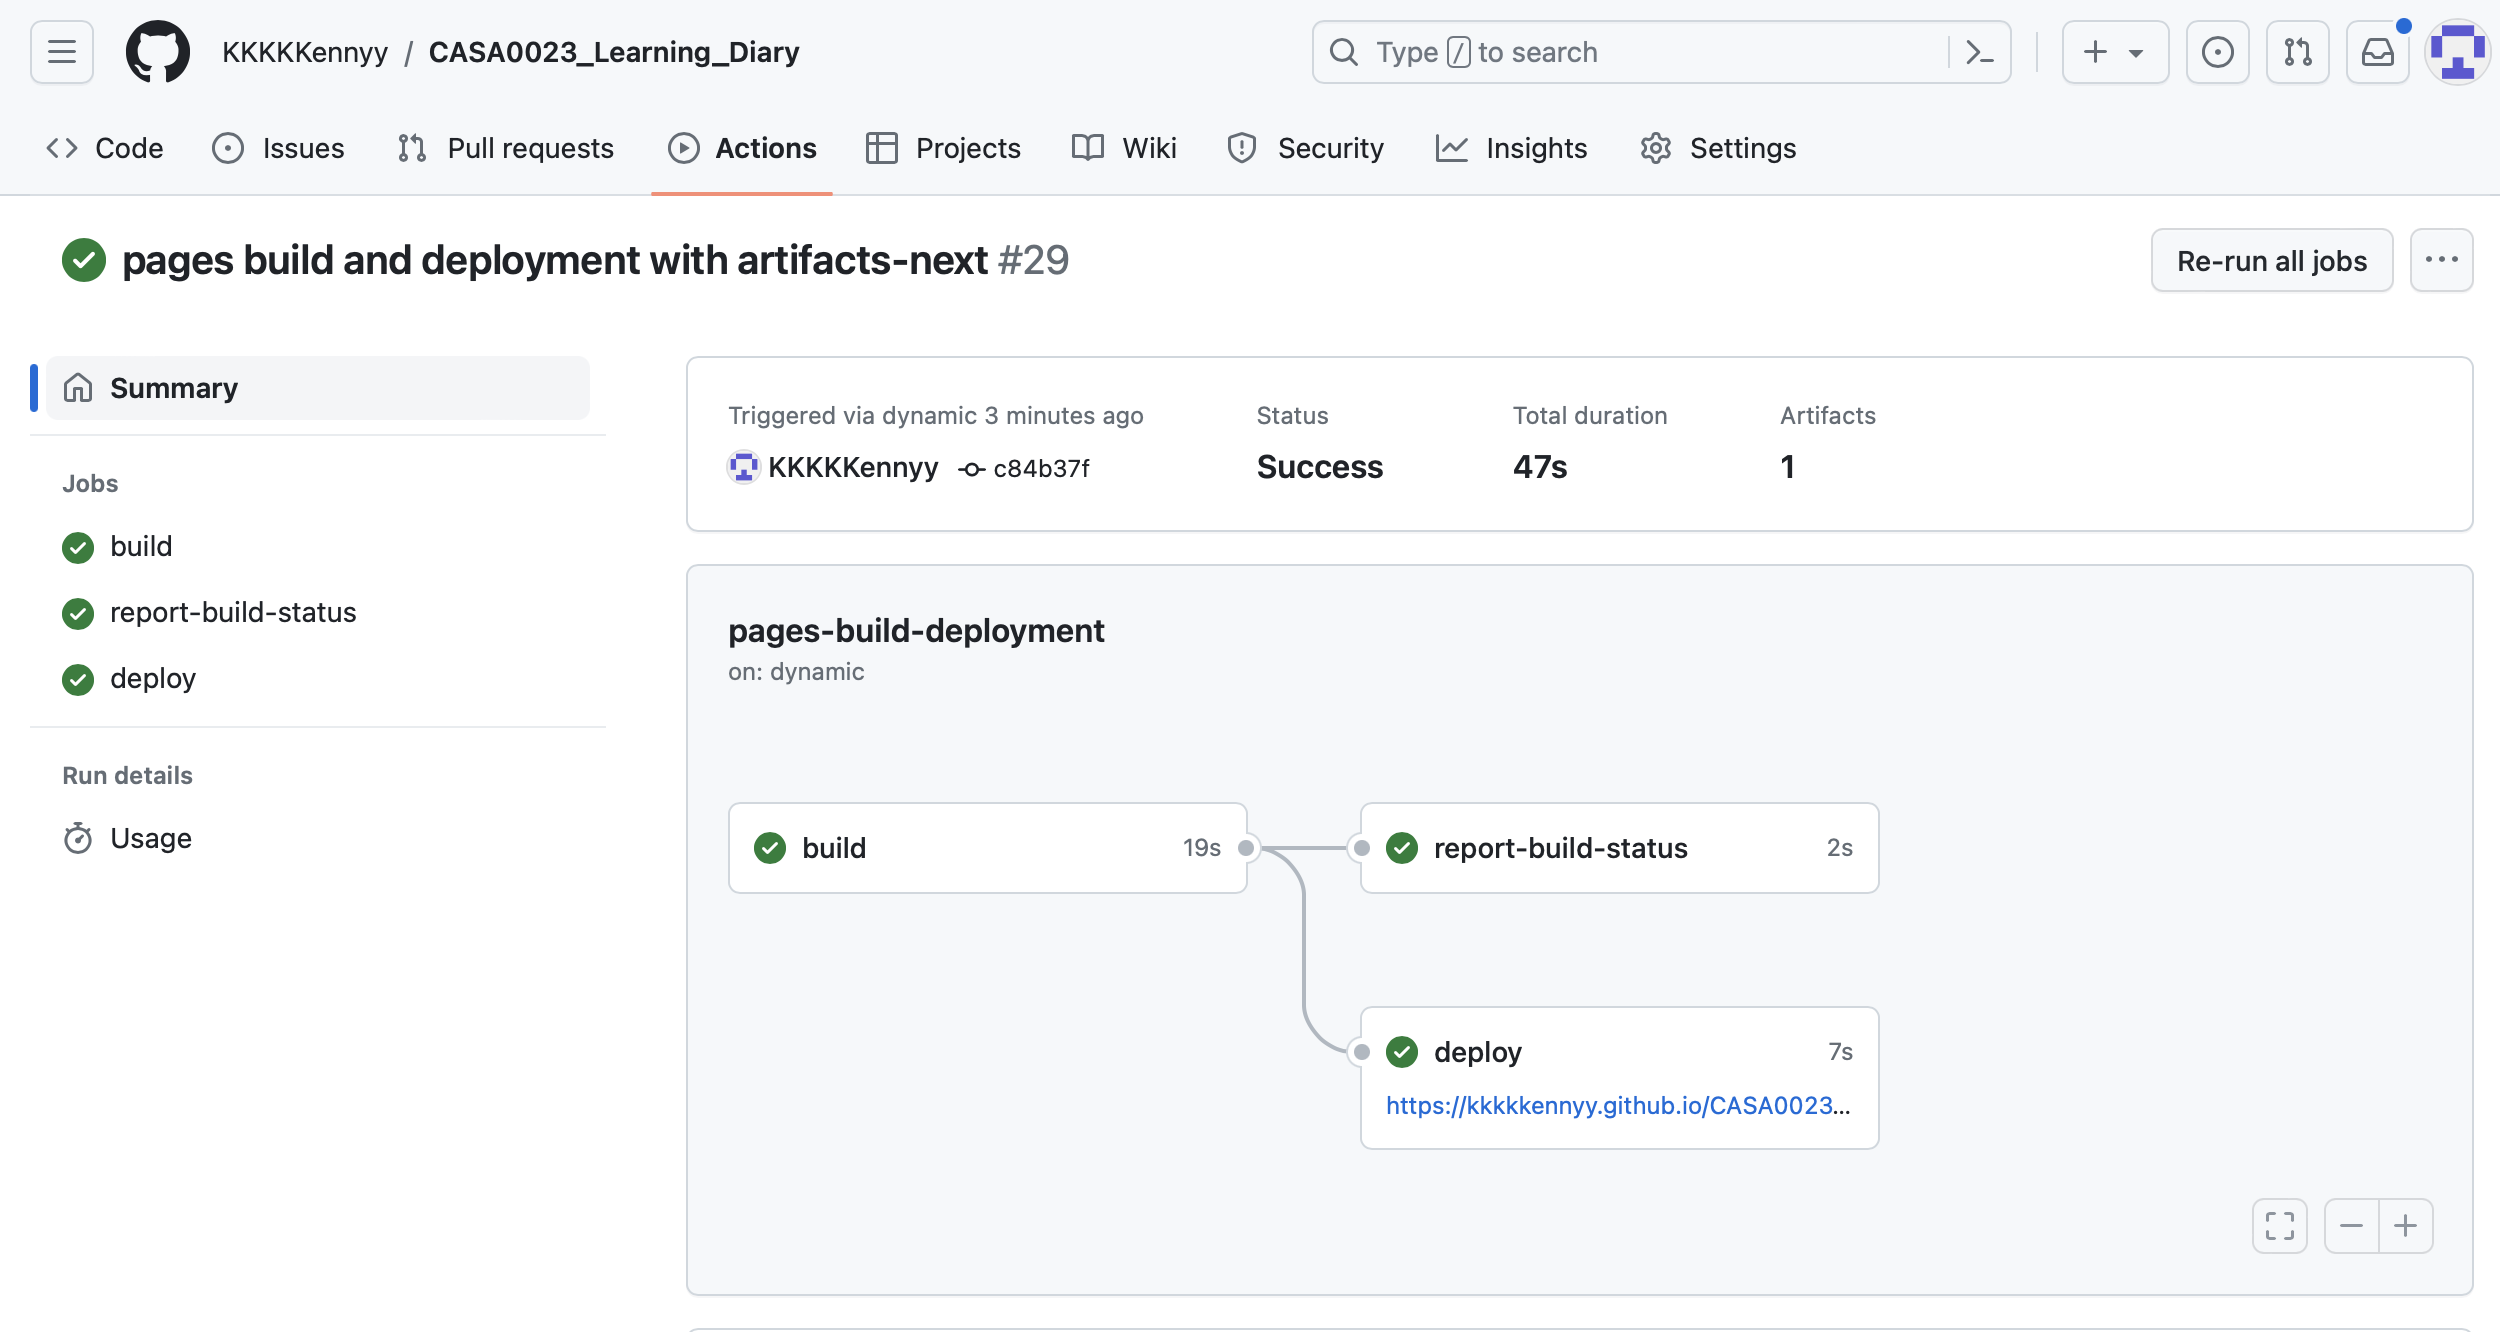 KKKKKennyy / CASA0023_Learning_Diary
Type / to search
Code Issues Pull requests Actions Projects Wiki Security Insights Settings
pages build and deployment with artifacts-next #29
Re-run all jobs
Summary
Jobs
build
report-build-status
deploy
Run details
Usage
Triggered via dynamic 3 minutes ago
KKKKKennyy c84b37f
Status
Success
Total duration
47s
Artifacts
1
pages-build-deployment
on: dynamic
build 19s
report-build-status 2s
deploy 7s
https://kkkkkennyy.github.io/CASA0023...